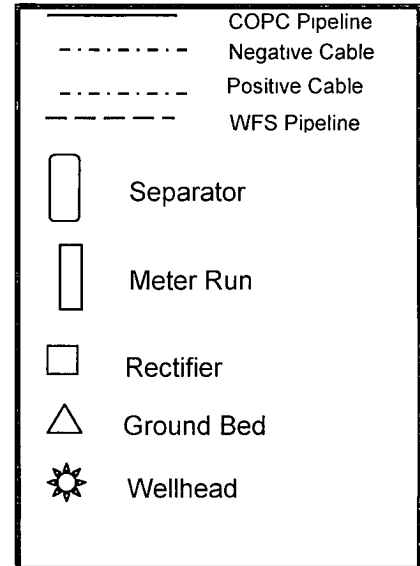 COPC Pipeline
Negative Cable
Positive Cable
WFS Pipeline
Separator
Meter Run
Rectifier
Ground Bed
Wellhead